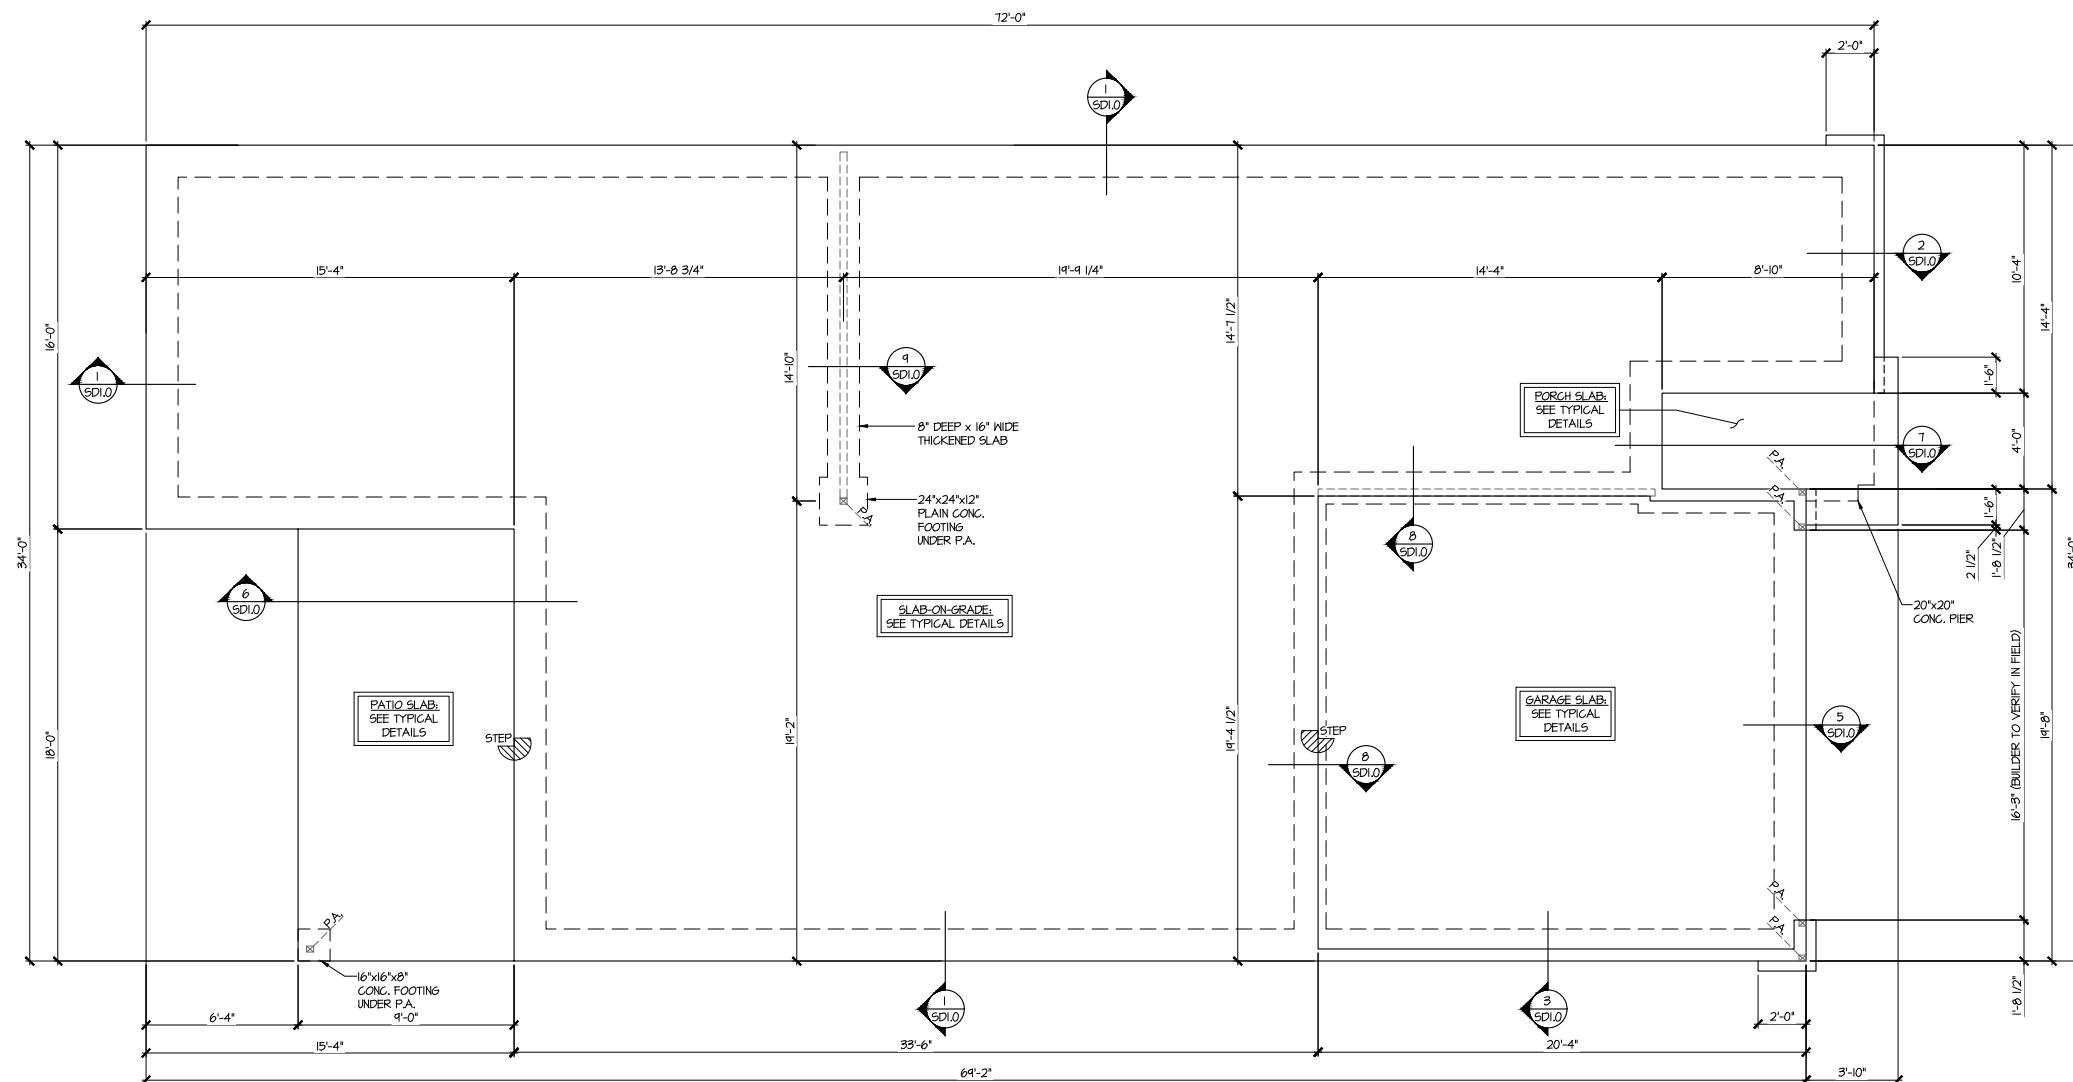 72'-0"
2'-0"
1
SD1.0
2
SD1.0
15'-4"
13'-8 3/4"
19'-9 1/4"
14'-4"
8'-10"
10'-4"
14'-4"
16'-0"
14'-10"
14'-7 1/2"
1
SD1.0
9
SD1.0
1'-6"
8" DEEP x 16" WIDE
THICKENED SLAB
PORCH SLAB:
SEE TYPICAL
DETAILS
7
SD1.0
4'-0"
P.A.
P.A.
24"x24"x12"
PLAIN CONC.
FOOTING
UNDER P.A.
P.A.
1'-6"
8
SD1.0
34'-0"
2 1/2"
1'-8 1/2"
34'-0"
6
SD1.0
SLAB-ON-GRADE:
SEE TYPICAL DETAILS
20"x20"
CONC. PIER
PATIO SLAB:
SEE TYPICAL
DETAILS
GARAGE SLAB:
SEE TYPICAL
DETAILS
5
SD1.0
16'-3" (BUILDER TO VERIFY IN FIELD)
19'-8"
18'-0"
STEP
19'-2"
19'-4 1/2"
STEP
8
SD1.0
P.A.
P.A.
P.A.
16"x16"x8"
CONC. FOOTING
UNDER P.A.
1'-8 1/2"
6'-4"
9'-0"
1
SD1.0
3
SD1.0
2'-0"
15'-4"
33'-6"
20'-4"
69'-2"
3'-10"